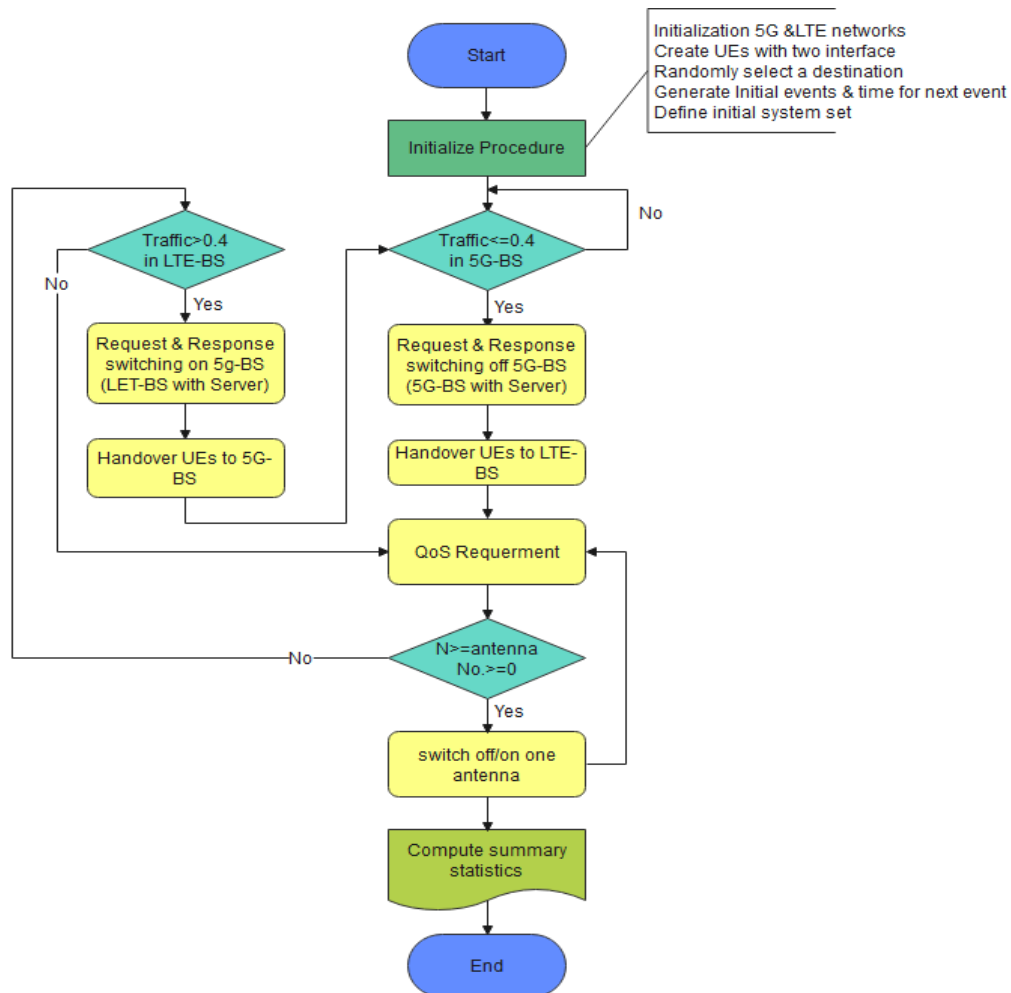 Start
Initialization 5G &LTE networks
Create UEs with two interface
Randomly select a destination
Generate Initial events & time for next event
Define initial system set
Initialize Procedure
No
Traffic<=0.4
in 5G-BS
Traffic>0.4
in LTE-BS
No
Yes
Yes
Request & Response
switching on 5g-BS
(LET-BS with Server)
Request & Response
switching off 5G-BS
(5G-BS with Server)
Handover UEs to 5G-
BS
Handover UEs to LTE-
BS
QoS Requerment
N>=antenna
No.>=0
No
Yes
switch off/on one
antenna
Compute summary
statistics
End